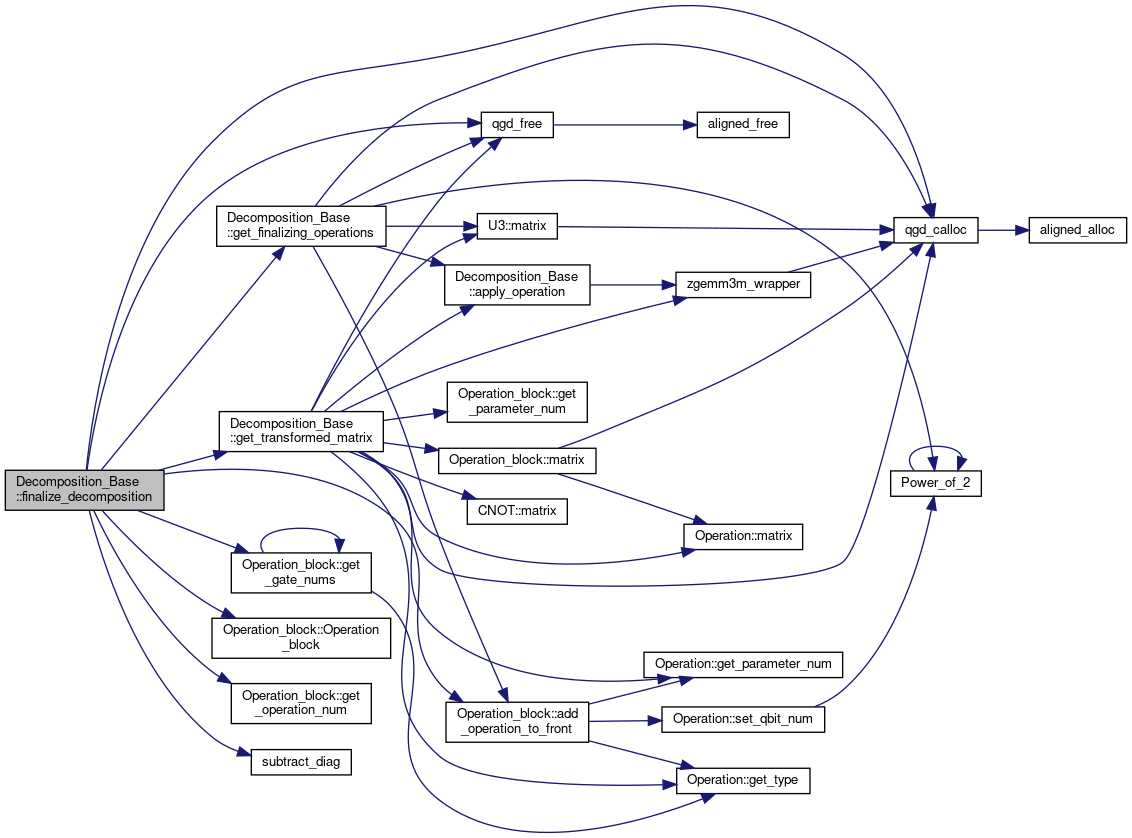 Decomposition_Base
::finalize_decomposition
Decomposition_Base
::get_finalizing_operations
Decomposition_Base
::get_transformed_matrix
Operation_block::get
_gate_nums
Operation_block::Operation
_block
Operation_block::get
_operation_num
subtract_diag
qgd_free
U3::matrix
Decomposition_Base
::apply_operation
Operation_block::get
_parameter_num
Operation_block::matrix
CNOT::matrix
Operation_block::add
_operation_to_front
aligned_free
zgemm3m_wrapper
Operation::matrix
Operation::get_parameter_num
Operation::set_qbit_num
Operation::get_type
qgd_calloc
Power_of_2
aligned_alloc